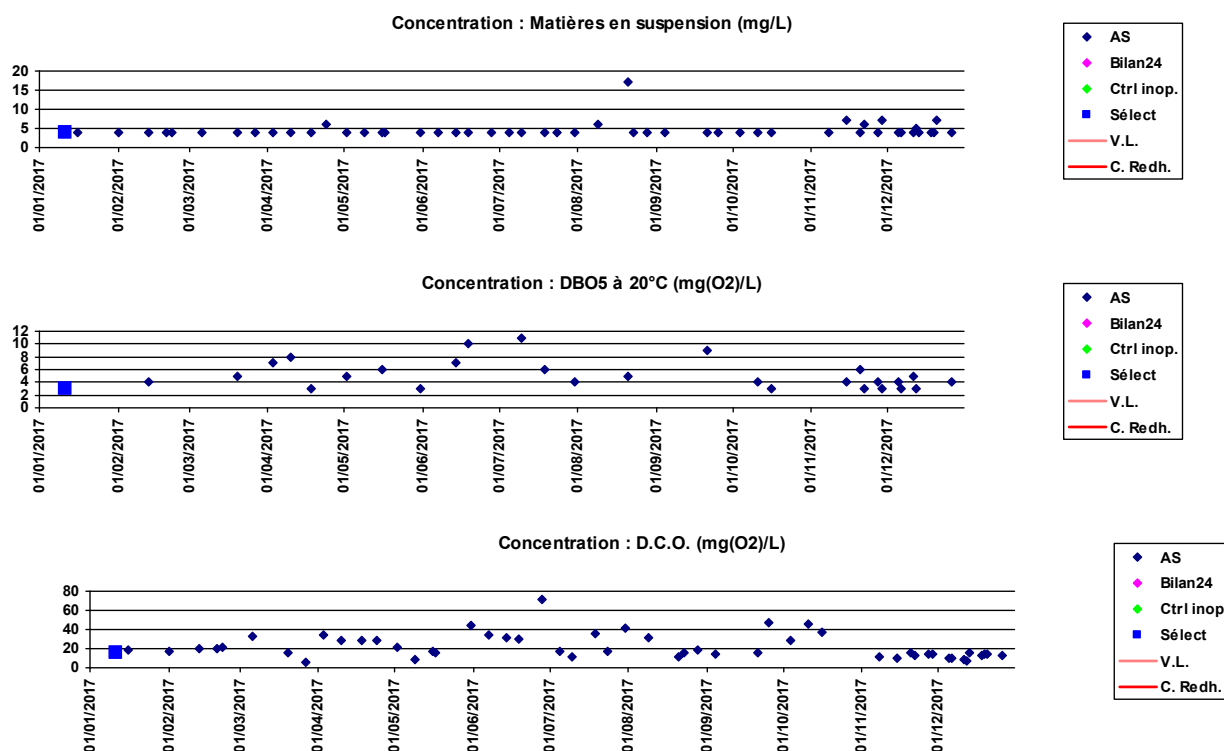 Concentration : Matières en suspension (mg/L)
20
15
10
5
0
01/01/2017
01/02/2017
01/03/2017
01/04/2017
01/05/2017
01/06/2017
01/07/2017
01/08/2017
01/09/2017
01/10/2017
01/11/2017
01/12/2017
AS
Bilan24
Ctrl inop.
Sélect
V.L.
C. Redh.
Concentration : DBO5 à 20°C (mg(O2)/L)
12
10
8
6
4
2
0
01/01/2017
01/02/2017
01/03/2017
01/04/2017
01/05/2017
01/06/2017
01/07/2017
01/08/2017
01/09/2017
01/10/2017
01/11/2017
01/12/2017
AS
Bilan24
Ctrl inop.
Sélect
V.L.
C. Redh.
Concentration : D.C.O. (mg(O2)/L)
80
60
40
20
0
01/01/2017
01/02/2017
01/03/2017
01/04/2017
01/05/2017
01/06/2017
01/07/2017
01/08/2017
01/09/2017
01/10/2017
01/11/2017
01/12/2017
AS
Bilan24
Ctrl inop.
Sélect
V.L.
C. Redh.